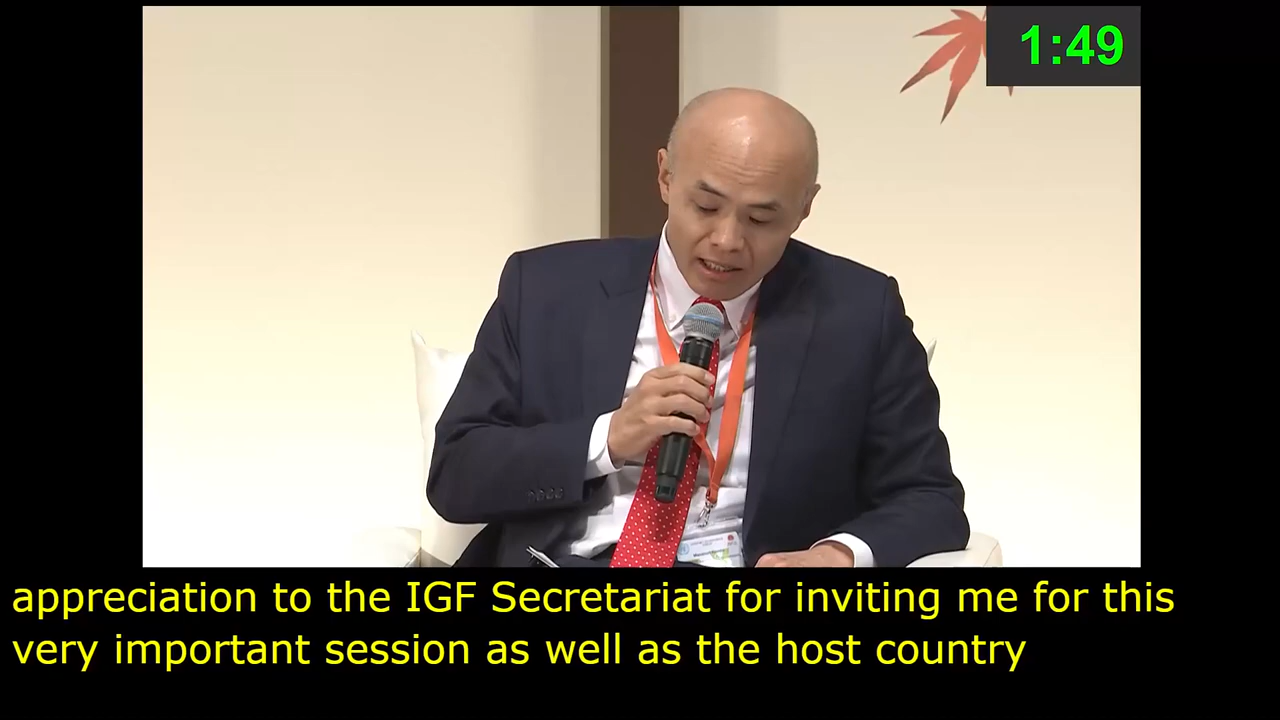 1:49
appreciation to the IGF Secretariat for inviting me for this
very important session as well as the host country